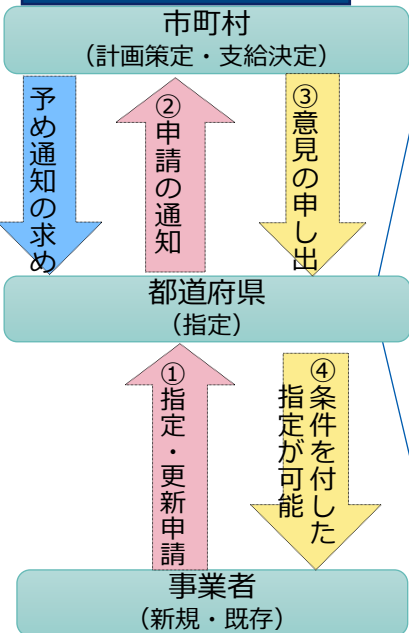 市町村
(計画策定・支給決定)
予め通知の求め
②申請の通知
③意見の申し出
都道府県
(指定)
①指定・更新申請
④条件を付した
指定が可能
事業者
(新規・既存)